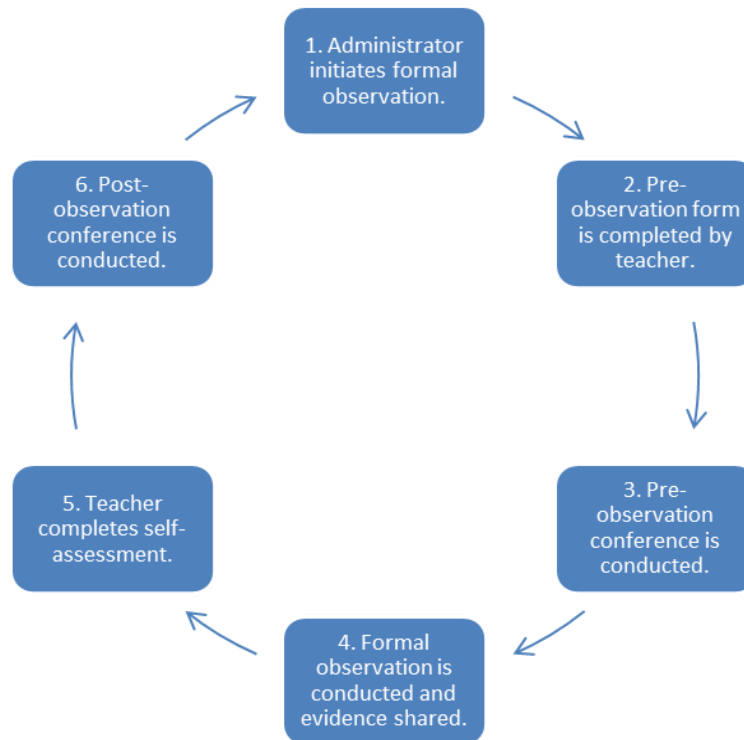 1. Administrator
initiates formal
observation.
2. Pre-
observation form
is completed by
teacher.
3. Pre-
observation
conference is
conducted.
4. Formal
observation is
conducted and
evidence shared.
5. Teacher
completes self-
assessment.
6. Post-
observation
conference is
conducted.